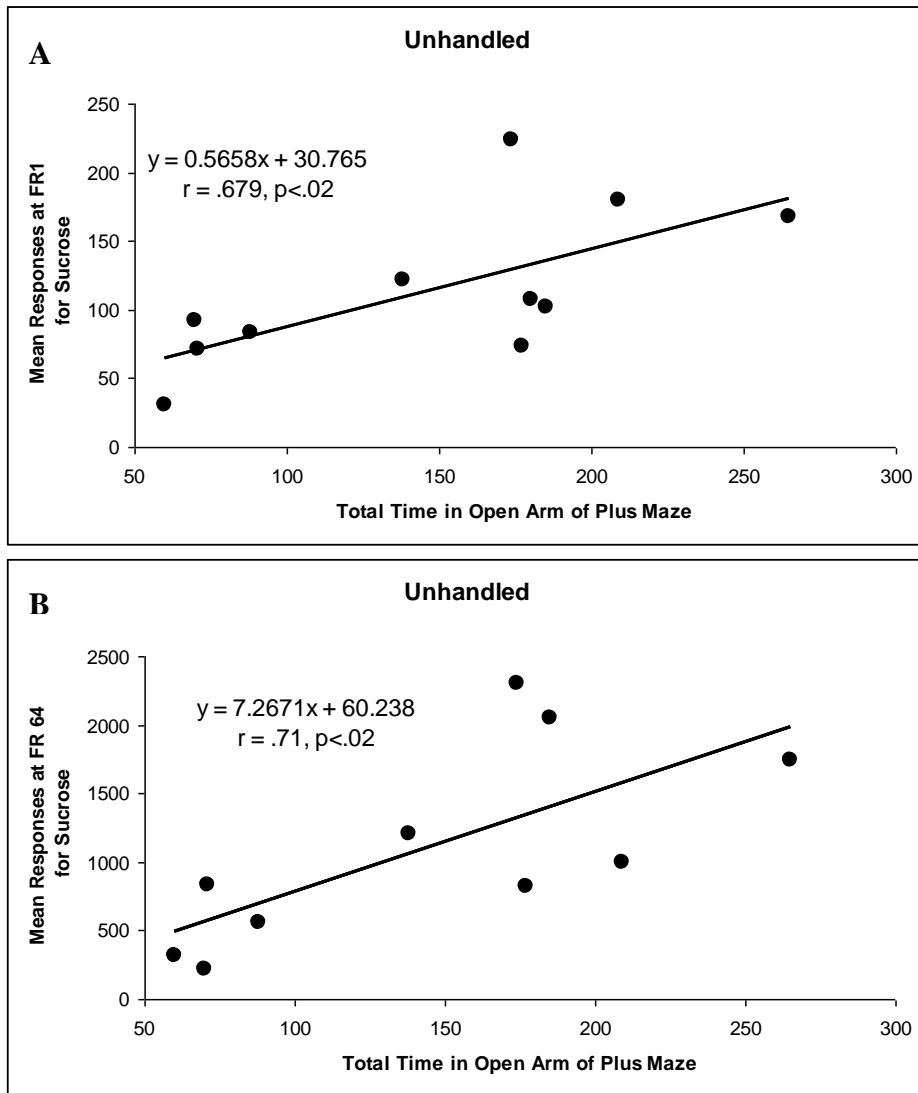 A
Unhandled
y = 0.5658x + 30.765
r = .679, p<.02
Mean Responses at FR1
for Sucrose
250
200
150
100
50
0
50 100 150 200 250 300
Total Time in Open Arm of Plus Maze
B
Unhandled
y = 7.2671x + 60.238
r = .71, p<.02
Mean Responses at FR 64
for Sucrose
2500
2000
1500
1000
500
0
50 100 150 200 250 300
Total Time in Open Arm of Plus Maze